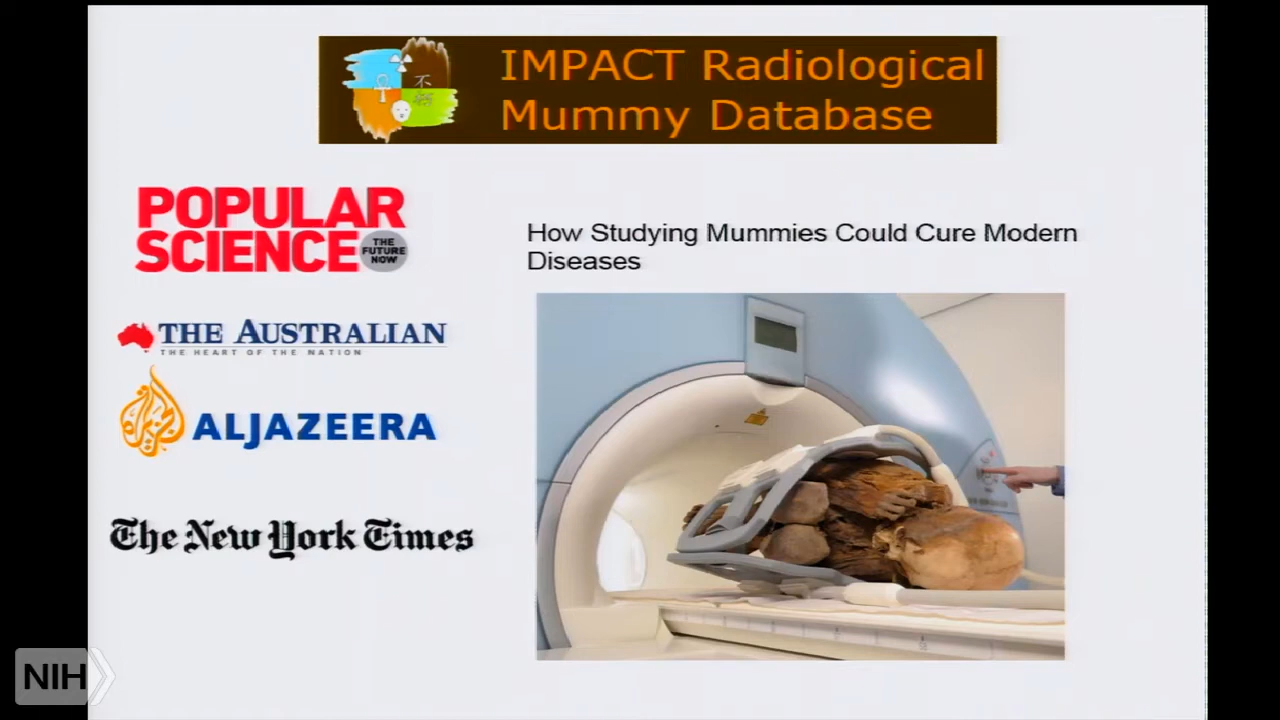 IMPACT Radiological
Mummy Database
POPULAR
SCIENCE
THE
FUTURE
NOW
How Studying Mummies Could Cure Modern
Diseases
THE AUSTRALIAN
THE HEART OF THE NATION
الجزيرة
ALJAZEERA
The New York Times
NIH